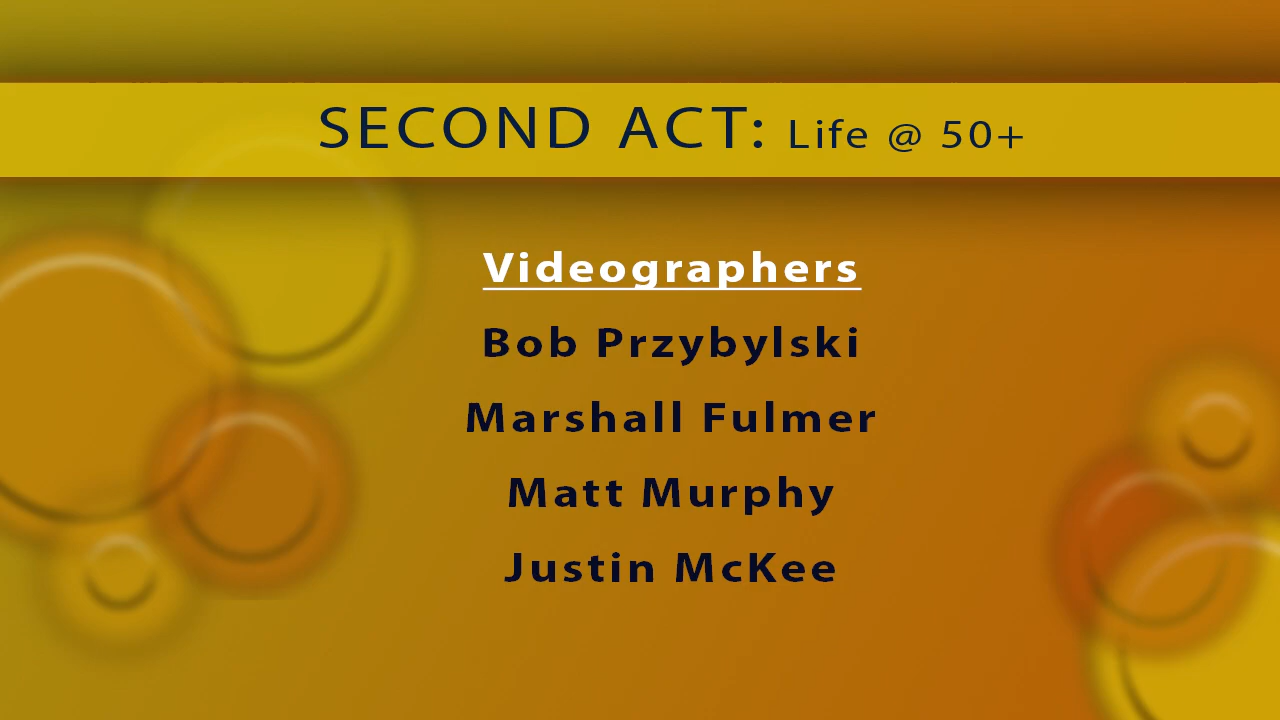 SECOND ACT: Life @ 50+
Videographers
Bob Przybylski
Marshall Fulmer
Matt Murphy
Justin McKee